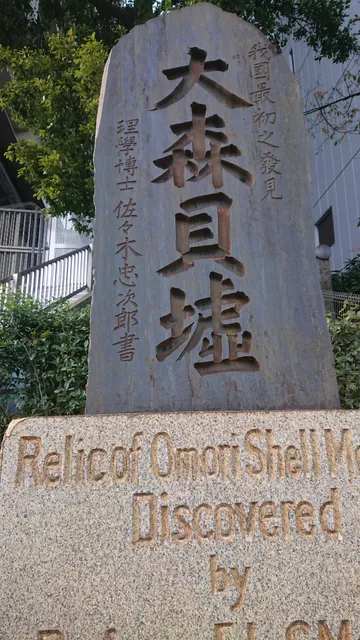 我國最初之發見
大森貝墟
理學博士 佐々木忠次郎書
Relic of Omori Shell
Discovered
by